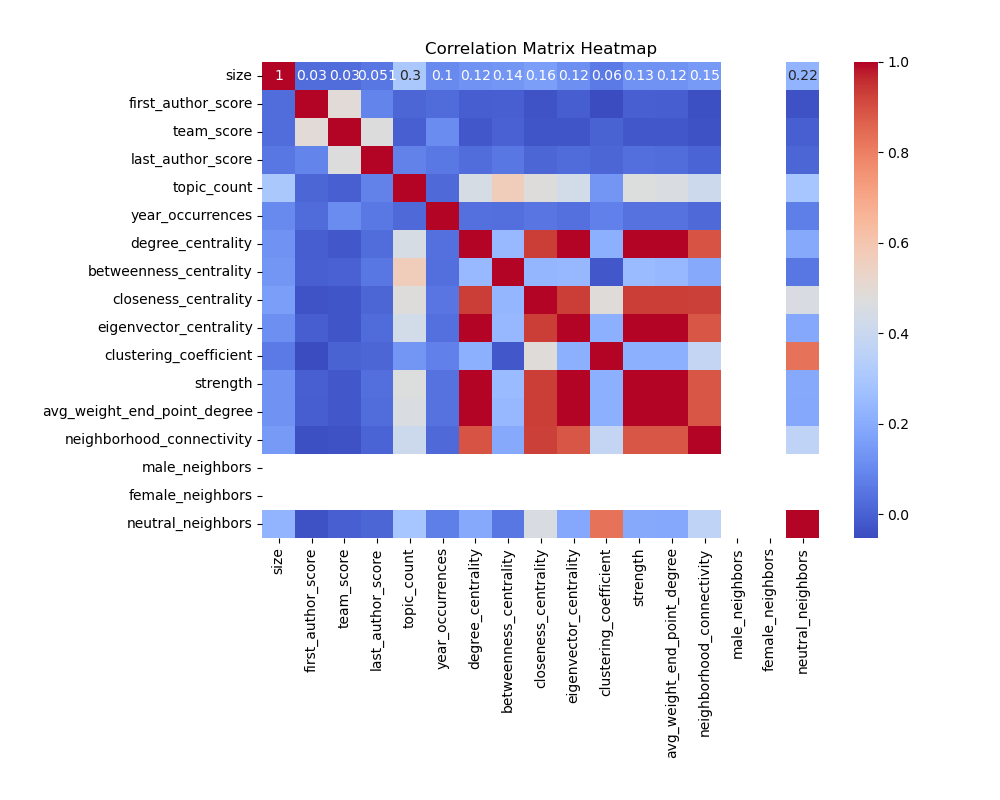 Correlation Matrix Heatmap
size 1 0.03 0.03 0.051 0.3 0.1 0.12 0.14 0.16 0.12 0.06 0.13 0.12 0.15 0.22
first_author_score
team_score
last_author_score
topic_count
year_occurrences
degree_centrality
betweenness_centrality
closeness_centrality
eigenvector_centrality
clustering_coefficient
strength
avg_weight_end_point_degree
neighborhood_connectivity
male_neighbors
female_neighbors
neutral_neighbors
size
first_author_score
team_score
last_author_score
topic_count
year_occurrences
degree_centrality
betweenness_centrality
closeness_centrality
eigenvector_centrality
clustering_coefficient
strength
avg_weight_end_point_degree
neighborhood_connectivity
male_neighbors
female_neighbors
neutral_neighbors
1.0
0.8
0.6
0.4
0.2
0.0